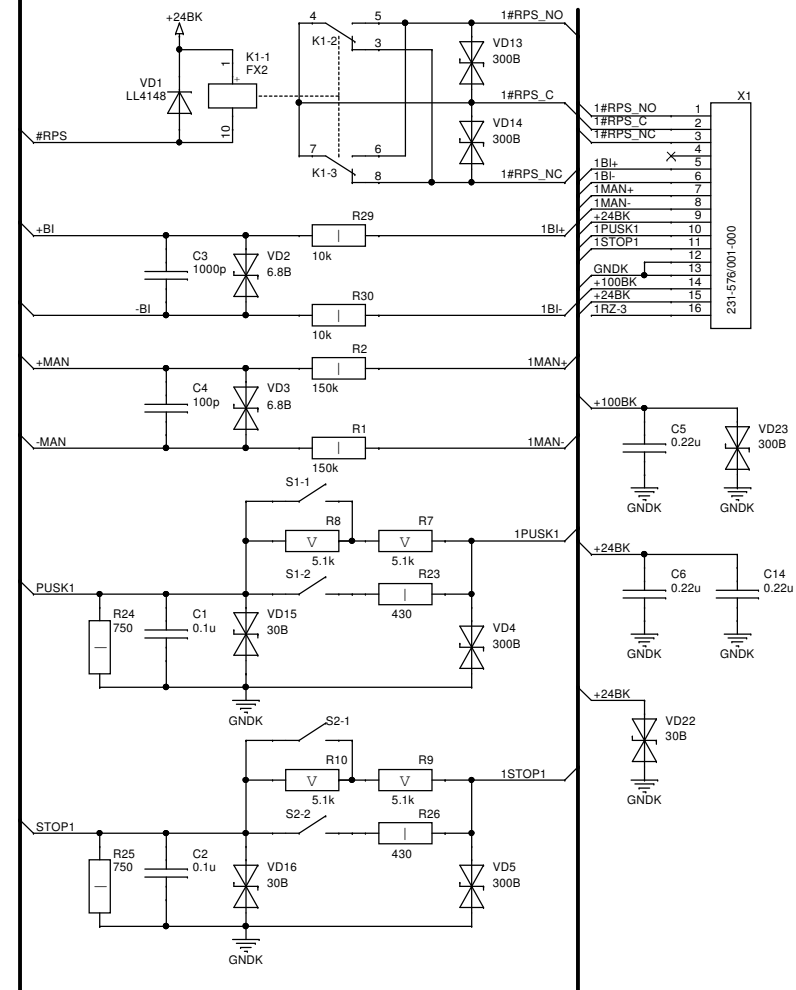 +24BK
4
5
1#RPS_NO
K1-2
3
VD13
300B
1
K1-1
FX2
+
VD1
LL4148
10
1#RPS_C
VD14
300B
#RPS
7
6
K1-3
8
1#RPS_NC
X1
1#RPS_NO 1
1#RPS_C 2
1#RPS_NC 3
4
1BI+ 5
1BI- 6
1MAN+ 7
1MAN- 8
+24BK 9
1PUSK1 10
1STOP1 11
12
GNDK 13
+100BK 14
+24BK 15
1RZ-3 16
231-576/001-000
+BI
R29
10k
1BI+
C3
1000p
VD2
6.8B
-BI
R30
10k
1BI-
+MAN
R2
150k
1MAN+
C4
100p
VD3
6.8B
-MAN
R1
150k
1MAN-
+100BK
C5
0.22u
VD23
300B
GNDK
GNDK
S1-1
R8
V
5.1k
R7
V
5.1k
1PUSK1
S1-2
R23
430
PUSK1
R24
750
C1
0.1u
VD15
30B
VD4
300B
GNDK
+24BK
C6
0.22u
C14
0.22u
GNDK
GNDK
+24BK
VD22
30B
GNDK
S2-1
R10
V
5.1k
R9
V
5.1k
1STOP1
S2-2
R26
430
STOP1
R25
750
C2
0.1u
VD16
30B
VD5
300B
GNDK